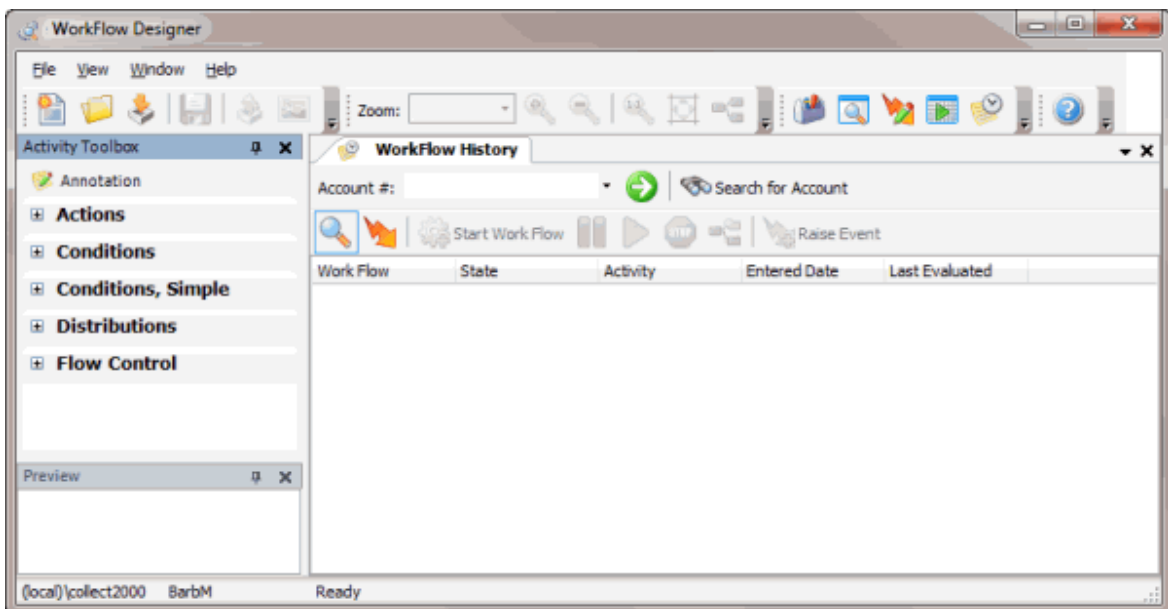 WorkFlow Designer
File View Window Help
Zoom:
Activity Toolbox
WorkFlow History
Annotation
Account #:
Search for Account
Actions
Start Work Flow
Raise Event
Conditions
Work Flow State Activity Entered Date Last Evaluated
Conditions, Simple
Distributions
Flow Control
Preview
(local)\collect2000 BarbM Ready